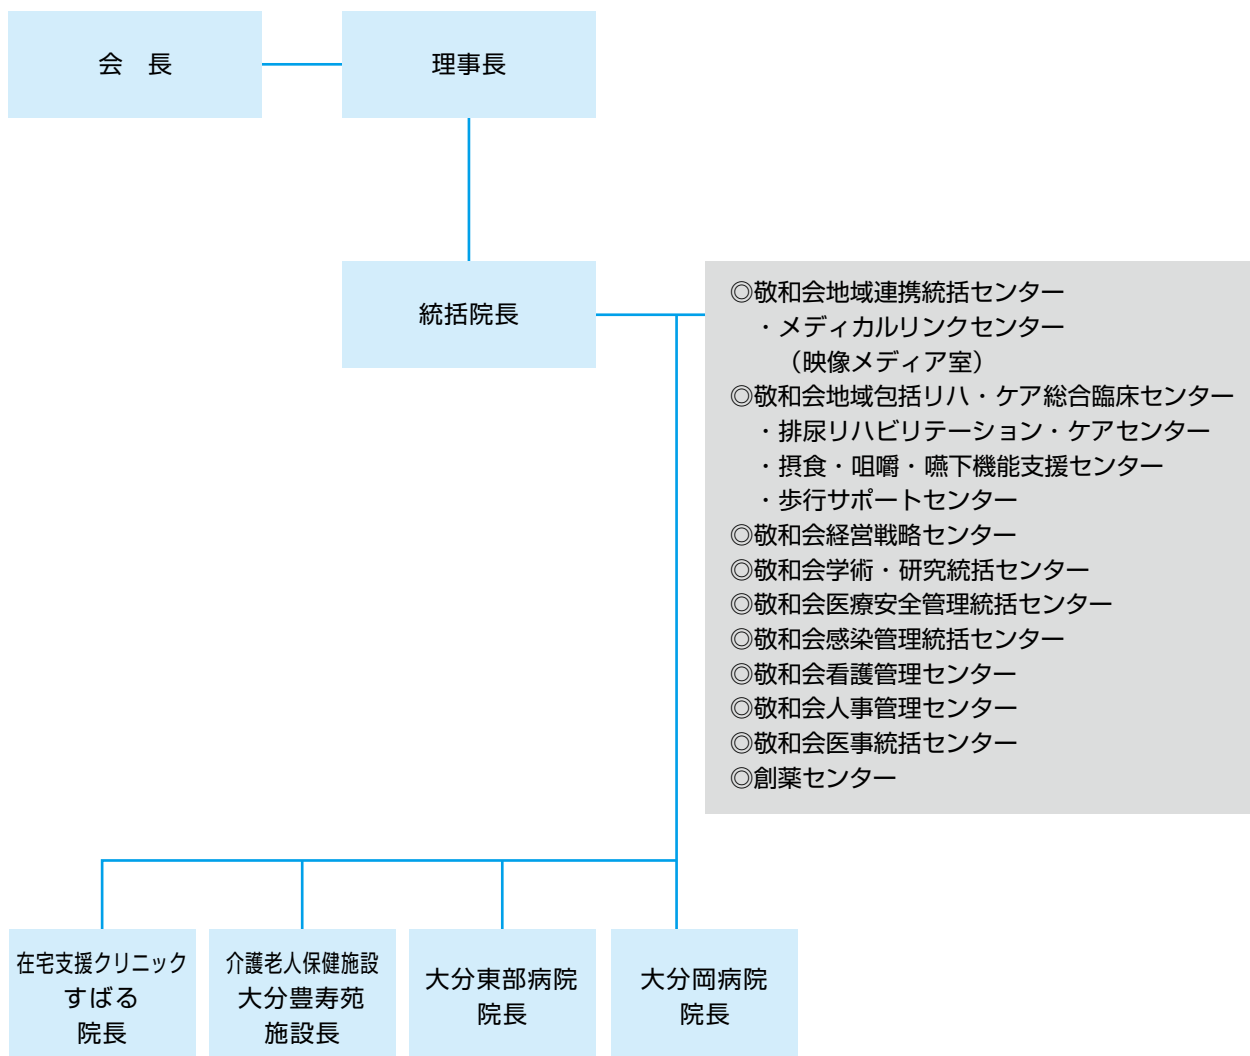 会　長
理事長
統括院長
◎敬和会地域連携統括センター
・メディカルリンクセンター
（映像メディア室）
◎敬和会地域包括リハ・ケア総合臨床センター
・排尿リハビリテーション・ケアセンター
・摂食・咀嚼・嚥下機能支援センター
・歩行サポートセンター
◎敬和会経営戦略センター
◎敬和会学術・研究統括センター
◎敬和会医療安全管理統括センター
◎敬和会感染管理統括センター
◎敬和会看護管理センター
◎敬和会人事管理センター
◎敬和会医事統括センター
◎創薬センター
在宅支援クリニック
すばる
院長
介護老人保健施設
大分豊寿苑
施設長
大分東部病院
院長
大分岡病院
院長